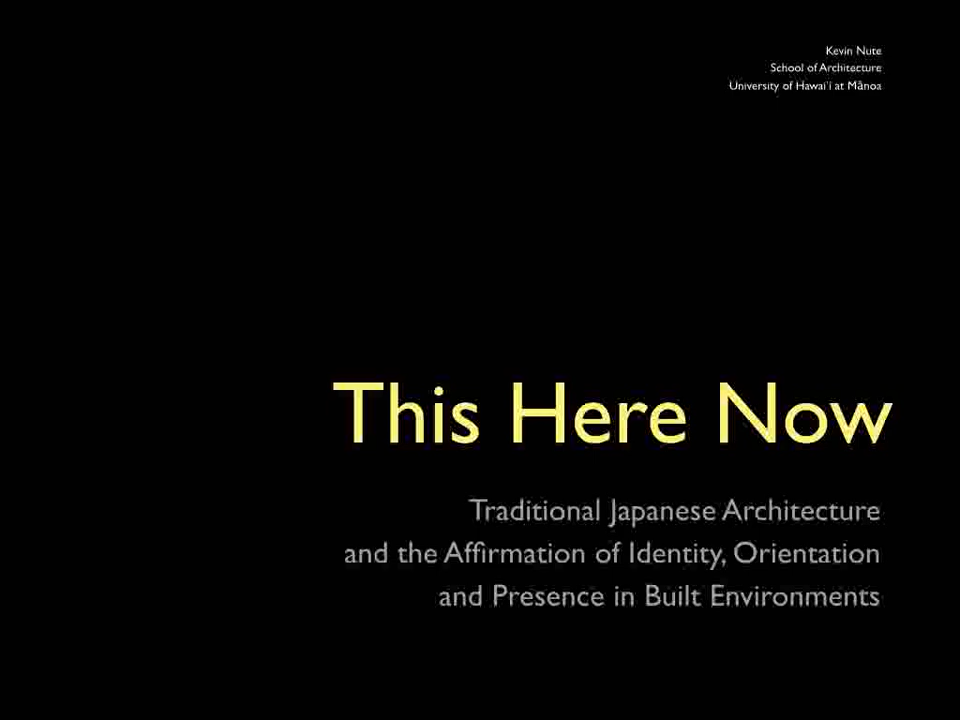 Kevin Nute
School of Architecture
University of Hawai'i at Mānoa
This Here Now
Traditional Japanese Architecture
and the Affirmation of Identity, Orientation
and Presence in Built Environments